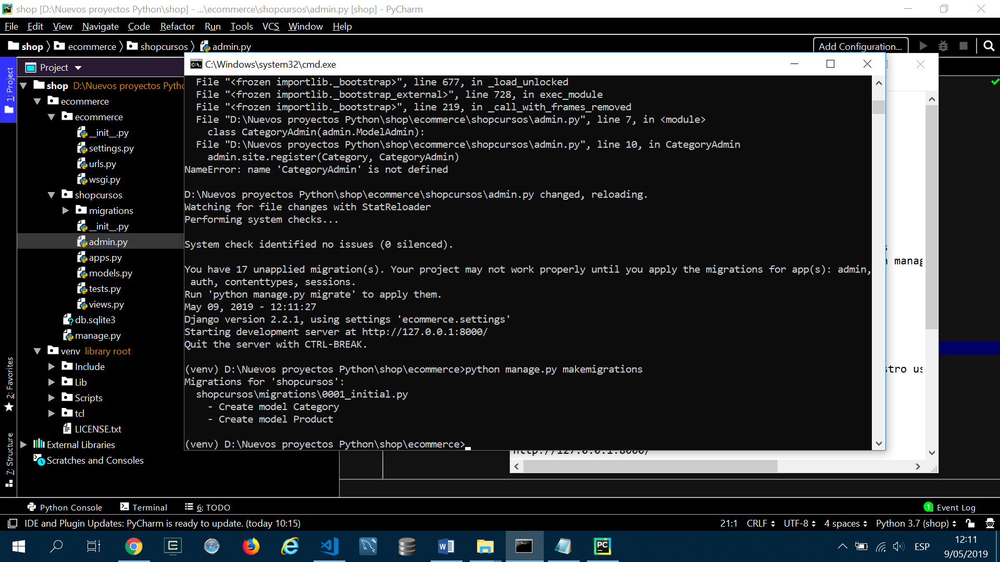 shop [D:\Nuevos proyectos Python\shop] - ...\ecommerce\shopcursos\admin.py [shop] - PyCharm
File Edit View Navigate Code Refactor Run Tools VCS Window Help
shop ecommerce shopcursos admin.py Add Configuration...
1: Project
Project
shop D:\Nuevos proyectos Pytho
ecommerce
ecommerce
__init__.py
settings.py
urls.py
wsgi.py
shopcursos
migrations
__init__.py
admin.py
apps.py
models.py
tests.py
views.py
db.sqlite3
manage.py
venv library root
Include
Lib
Scripts
tcl
LICENSE.txt
External Libraries
Scratches and Consoles
2: Favorites
7: Structure
C:\Windows\system32\cmd.exe
File "<frozen importlib._bootstrap>", line 677, in _load_unlocked
File "<frozen importlib._bootstrap_external>", line 728, in exec_module
File "<frozen importlib._bootstrap>", line 219, in _call_with_frames_removed
File "D:\Nuevos proyectos Python\shop\ecommerce\shopcursos\admin.py", line 7, in <module>
class CategoryAdmin(admin.ModelAdmin):
File "D:\Nuevos proyectos Python\shop\ecommerce\shopcursos\admin.py", line 10, in CategoryAdmin
admin.site.register(Category, CategoryAdmin)
NameError: name 'CategoryAdmin' is not defined
D:\Nuevos proyectos Python\shop\ecommerce\shopcursos\admin.py changed, reloading.
Watching for file changes with StatReloader
Performing system checks...
System check identified no issues (0 silenced).
You have 17 unapplied migration(s). Your project may not work properly until you apply the migrations for app(s): admin,
auth, contenttypes, sessions.
Run 'python manage.py migrate' to apply them.
May 09, 2019 - 12:11:27
Django version 2.2.1, using settings 'ecommerce.settings'
Starting development server at http://127.0.0.1:8000/
Quit the server with CTRL-BREAK.
(venv) D:\Nuevos proyectos Python\shop\ecommerce>python manage.py makemigrations
Migrations for 'shopcursos':
shopcursos\migrations\0001_initial.py
- Create model Category
- Create model Product
(venv) D:\Nuevos proyectos Python\shop\ecommerce>
manag
stro us
http://127.0.0.1:8000/
Python Console Terminal 6: TODO 1 Event Log
IDE and Plugin Updates: PyCharm is ready to update. (today 10:15) 21:1 CRLF UTF-8 4 spaces Python 3.7 (shop)
ESP
12:11
9/05/2019